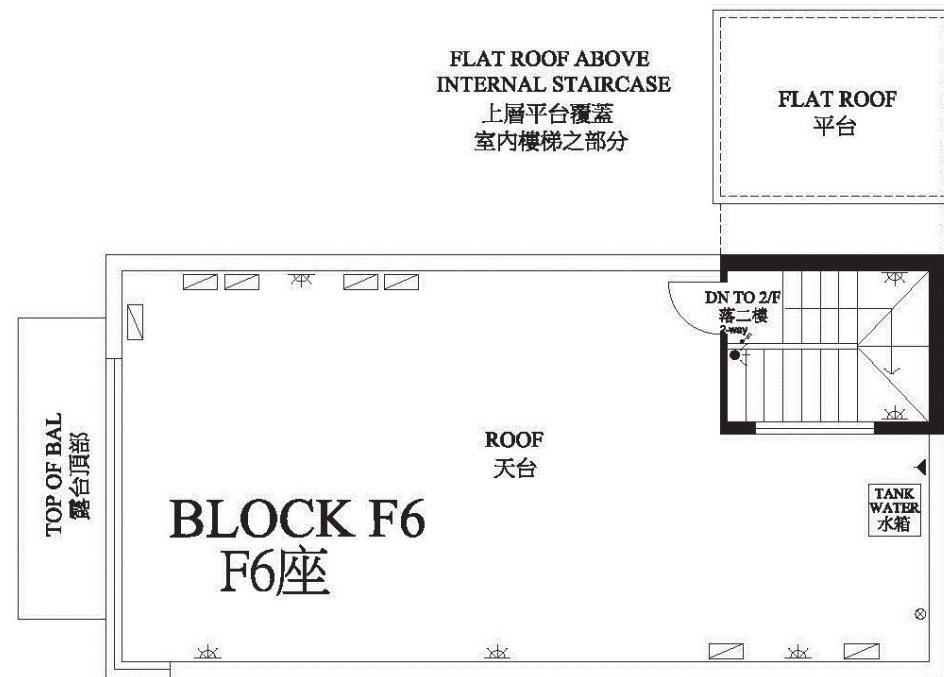 FLAT ROOF ABOVE
INTERNAL STAIRCASE
上層平台覆蓋
室內樓梯之部分
FLAT ROOF
平台
DN TO 2/F
落二樓
2-way
TOP OF BAL
露台頂部
ROOF
天台
BLOCK F6
F6座
TANK
WATER
水箱